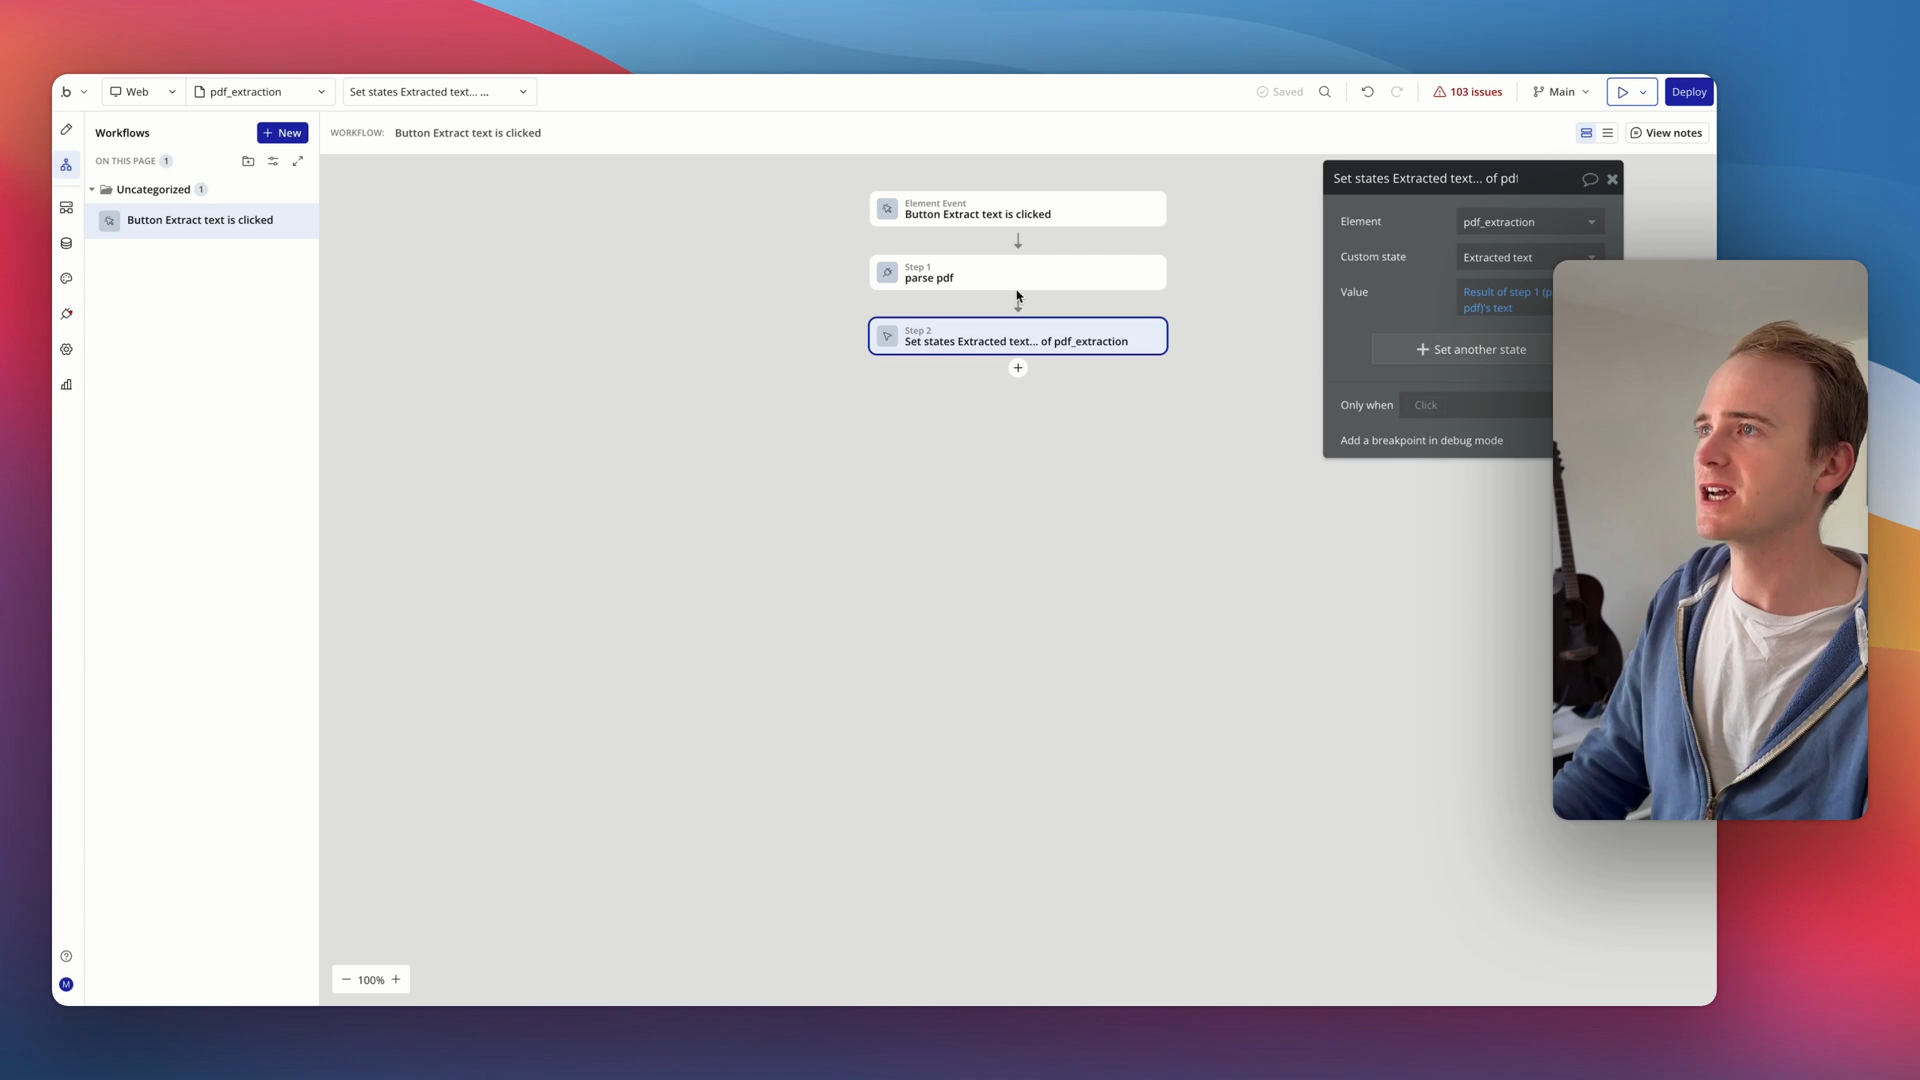 Web
pdf_extraction
Set states Extracted text... ...
Saved
103 issues
Main
Deploy
Workflows
+ New
WORKFLOW: Button Extract text is clicked
View notes
ON THIS PAGE 1
Uncategorized 1
Button Extract text is clicked
Element Event
Button Extract text is clicked
Step 1
parse pdf
Step 2
Set states Extracted text... of pdf_extraction
Set states Extracted text... of pdf
Element pdf_extraction
Custom state Extracted text
Value Result of step 1 (p
pdf)'s text
+ Set another state
Only when Click
Add a breakpoint in debug mode
M
− 100% +